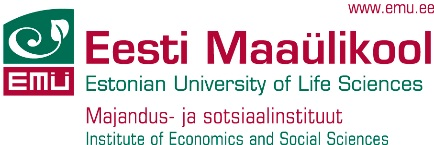 www.emu.ee
EMÜ
Eesti Maaülikool
Estonian University of Life Sciences
Majandus- ja sotsiaalinstituut
Institute of Economics and Social Sciences